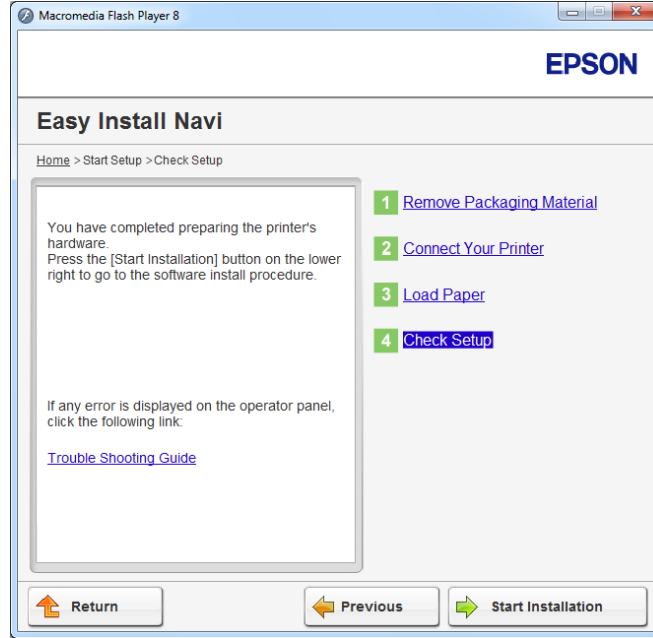 Macromedia Flash Player 8
EPSON
Easy Install Navi
Home > Start Setup >Check Setup
You have completed preparing the printer's
hardware.
Press the [Start Installation] button on the lower
right to go to the software install procedure.
If any error is displayed on the operator panel,
click the following link:
Trouble Shooting Guide
1 Remove Packaging Material
2 Connect Your Printer
3 Load Paper
4 Check Setup
Return
Previous
Start Installation